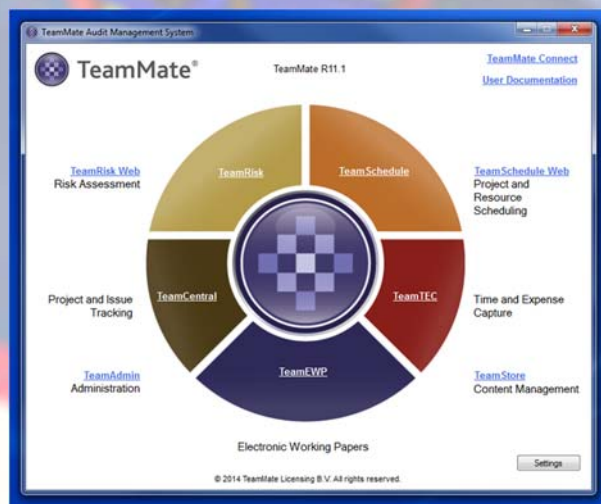 TeamMate Audit Management System
TeamMate®
TeamMate R11.1
TeamMate Connect
User Documentation
TeamRisk Web
Risk Assessment
TeamRisk
TeamSchedule
TeamSchedule Web
Project and
Resource
Scheduling
Project and Issue
Tracking
TeamCentral
TeamTEC
Time and Expense
Capture
TeamAdmin
Administration
TeamEWP
TeamStore
Content Management
Electronic Working Papers
Settings
© 2014 TeamMate Licensing B.V. All rights reserved.